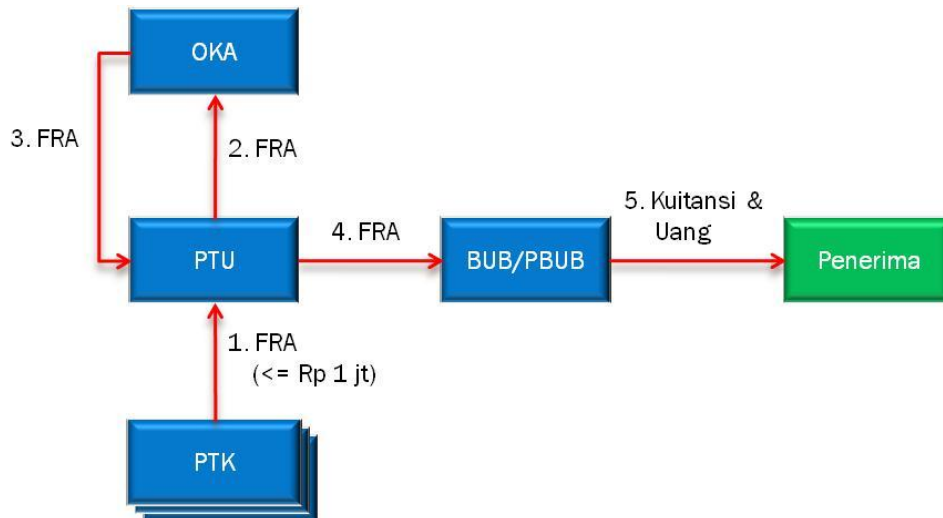 OKA
3. FRA
2. FRA
PTU
4. FRA
BUB/PBUB
5. Kuitansi &
Uang
Penerima
1. FRA
(<= Rp 1 jt)
PTK